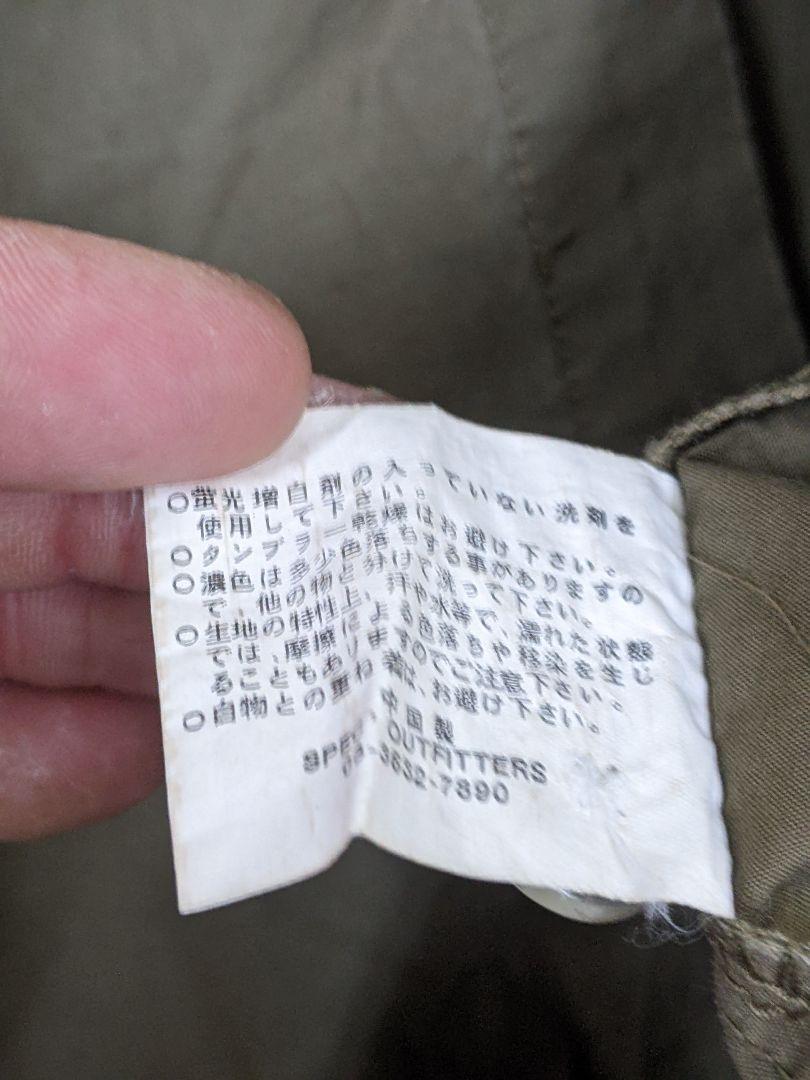 ○蛍光増白剤の入っていない洗剤を
使用して下さい。
○タンブラー乾燥はお避け下さい。
○濃色は多少色落ちする事がありますの
で、他の物と分けて洗って下さい。
○生地の特性上、汗や水等で、濡れた状態
では、摩擦により色落ちや移染を生じ
ることもありますのでご注意下さい。
○白物との重ね着は、お避け下さい。
中国製
OUTFITTERS
3632-7890